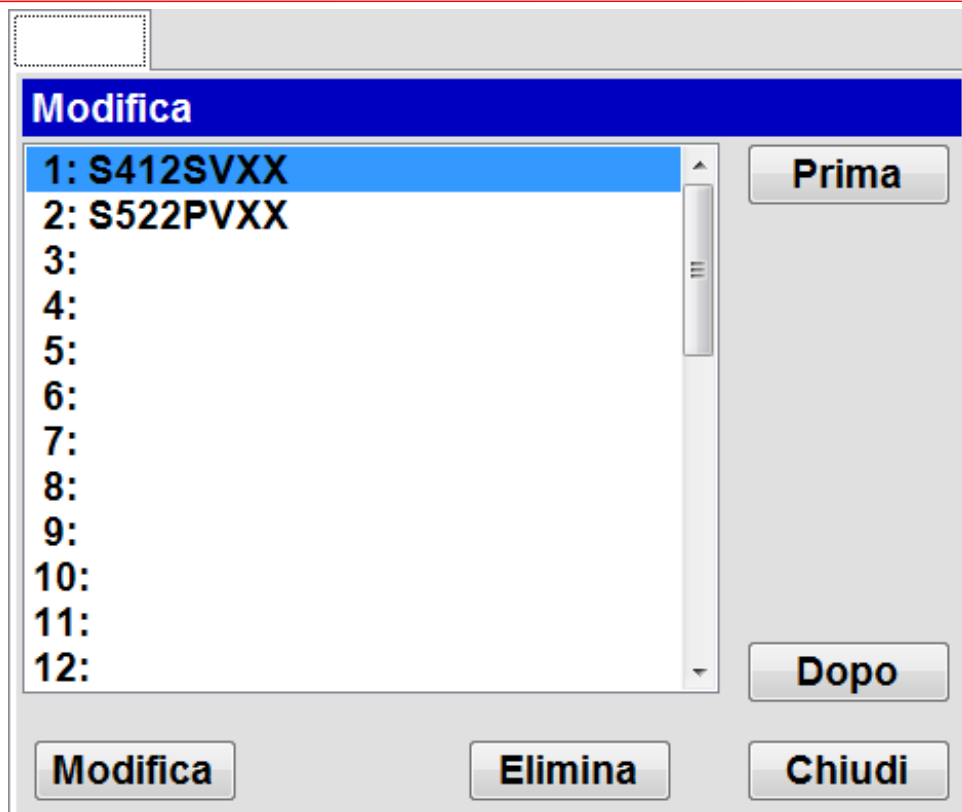 Modifica
1: S412SVXX
2: S522PVXX
3:
4:
5:
6:
7:
8:
9:
10:
11:
12:
Prima
Dopo
Modifica
Elimina
Chiudi